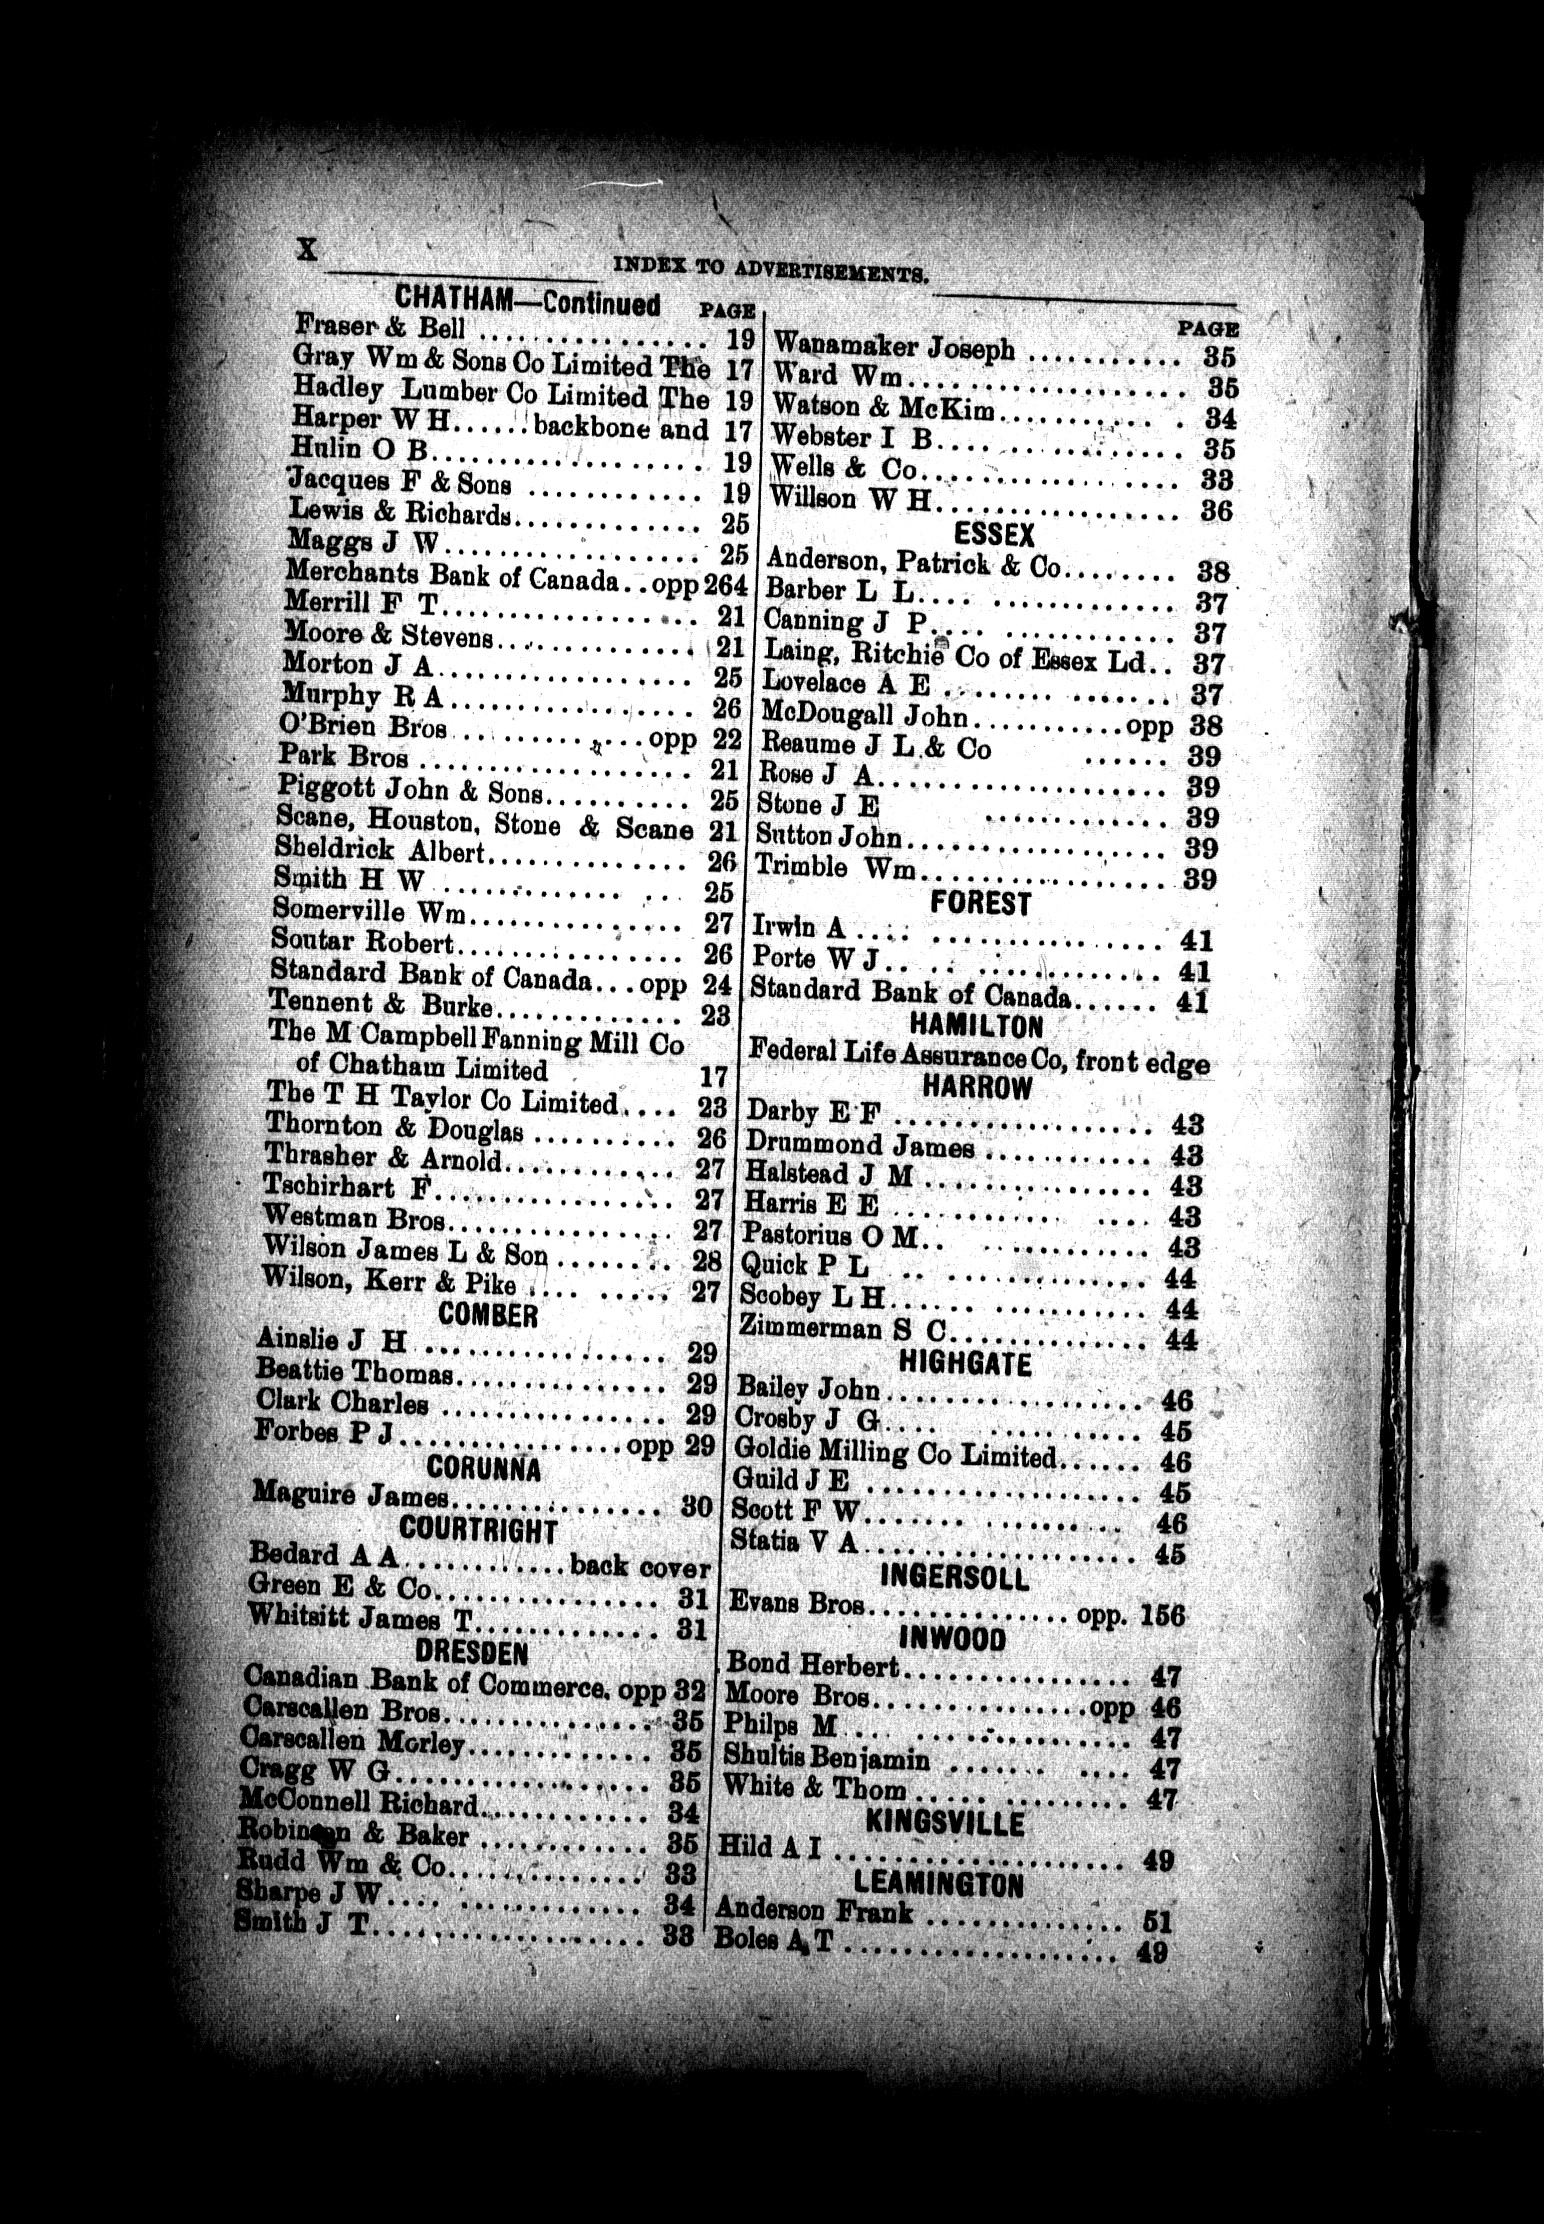 X
INDEX TO ADVERTISEMENTS.
CHATHAM—Continued PAGE
Fraser & Bell ................ 19
Gray Wm & Sons Co Limited The 17
Hadley Lumber Co Limited The 19
Harper W H......backbone and 17
Hulin O B................... 19
Jacques F & Sons ............ 19
Lewis & Richards............. 25
Maggs J W.................. 25
Merchants Bank of Canada..opp 264
Merrill F T.................. 21
Moore & Stevens.............. 21
Morton J A.................. 25
Murphy R A................. 26
O'Brien Bros.............opp 22
Park Bros ................... 21
Piggott John & Sons.......... 25
Scane, Houston, Stone & Scane 21
Sheldrick Albert.............. 26
Smith H W ............ ... 25
Somerville Wm............... 27
Soutar Robert................ 26
Standard Bank of Canada...opp 24
Tennent & Burke............. 23
The M Campbell Fanning Mill Co
of Chatham Limited 17
The T H Taylor Co Limited.... 23
Thornton & Douglas .......... 26
Thrasher & Arnold............ 27
Tschirhart F................. 27
Westman Bros............... 27
Wilson James L & Son ........ 28
Wilson, Kerr & Pike .... ..... 27
COMBER
Ainslie J H ................. 29
Beattie Thomas............... 29
Clark Charles ................ 29
Forbes P J................opp 29
CORUNNA
Maguire James............... 30
COURTRIGHT
Bedard A A............back cover
Green E & Co................ 31
Whitsitt James T............. 31
DRESDEN
Canadian Bank of Commerce. opp 32
Carscallen Bros............... 35
Carscallen Morley............. 35
Cragg W G................... 35
McConnell Richard............ 34
Robinson & Baker ............ 35
Rudd Wm & Co.............. 33
Sharpe J W.... ............. 34
Smith J T................... 33
PAGE
Wanamaker Joseph ........... 35
Ward Wm................... 35
Watson & McKim........... . 34
Webster I B.... ............ 35
Wells & Co.................. 33
Willson W H................. 36
ESSEX
Anderson, Patrick & Co........ 38
Barber L L.... ............. 37
Canning J P.... ............ 37
Laing, Ritchie Co of Essex Ld.. 37
Lovelace A E ........ ....... 37
McDougall John...........opp 38
Reaume J L & Co ...... 39
Rose J A.................... 39
Stone J E ............. 39
Sutton John.................. 39
Trimble Wm................. 39
FOREST
Irwin A .... ................ 41
Porte W J.. .. ............. 41
Standard Bank of Canada...... 41
HAMILTON
Federal Life Assurance Co, front edge
HARROW
Darby E F .................. 43
Drummond James ............ 43
Halstead J M ................ 43
Harris E E ............ .... 43
Pastorius O M.. ............ 43
Quick P L .. .............. 44
Scobey L H...... ........... 44
Zimmerman S C............. 44
HIGHGATE
Bailey John.................. 46
Crosby J G.... ........... 45
Goldie Milling Co Limited...... 46
Guild J E ................... 45
Scott F W....... .......... 46
Statia V A................... 45
INGERSOLL
Evans Bros...............opp. 156
INWOOD
Bond Herbert................ 47
Moore Bros...............opp 46
Philps M.... ............... 47
Shultis Benjamin ....... .... 47
White & Thom ..... ......... 47
KINGSVILLE
Hild A I .................... 49
LEAMINGTON
Anderson Frank .............. 51
Boles A T ................... 49